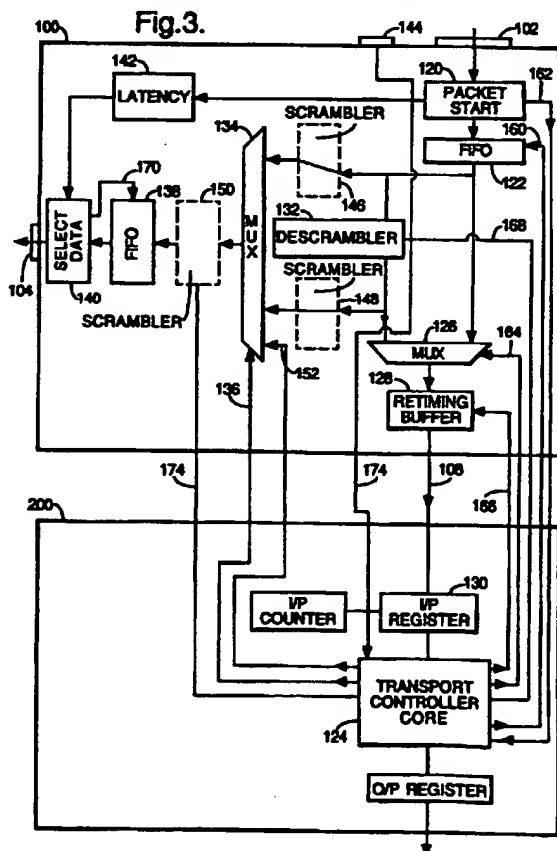 Fig.3.
100
144
102
142
LATENCY
120
PACKET
START
162
160
SCRAMBLER
134
FIFO
122
170
138
150
146
132
168
SELECT
DATA
FIFO
MUX
DESCRAMBLER
104
140
SCRAMBLER
SCRAMBLER
148
126
MUX
164
152
136
128
RETIMING
BUFFER
174
174
108
166
200
130
I/P
COUNTER
I/P
REGISTER
TRANSPORT
CONTROLLER
CORE
124
O/P REGISTER